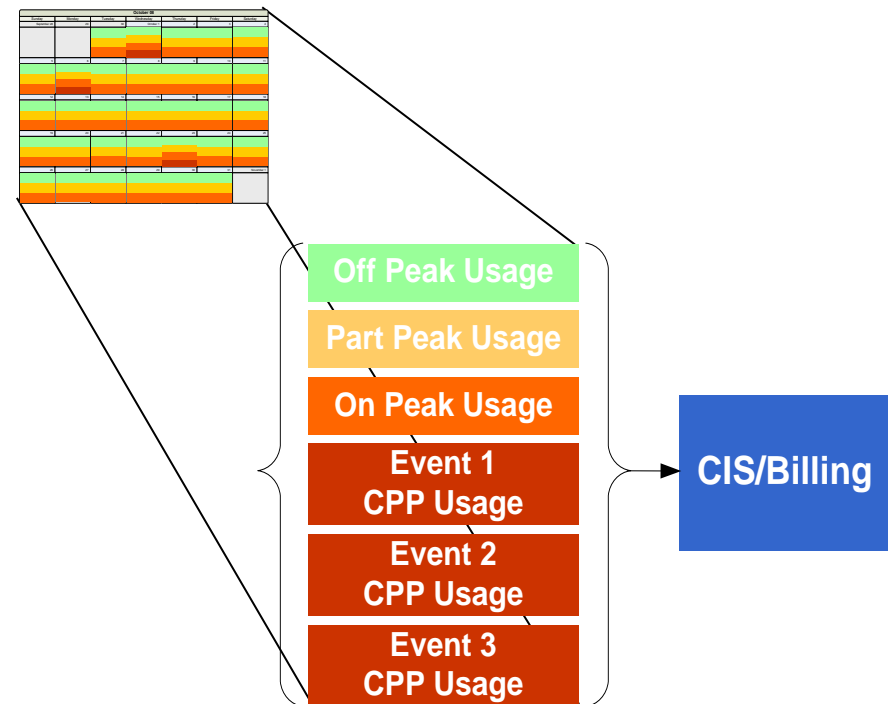 October 08
Sunday Monday Tuesday Wednesday Thursday Friday Saturday
Off Peak Usage
Part Peak Usage
On Peak Usage
Event 1
CPP Usage
Event 2
CPP Usage
Event 3
CPP Usage
CIS/Billing